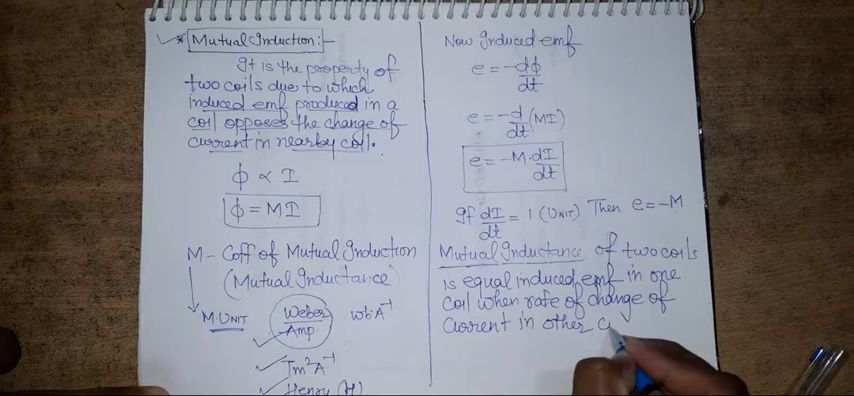 * Mutual Induction:-
It is the property of
two coils due to which
induced emf produced in a
coil opposes the change of
current in nearby coil.
ϕ ∝ I
ϕ = MI
M - Coff of Mutual Induction
(Mutual Inductance)
M. UNIT Weber/Amp wb·A⁻¹
Tm²A⁻¹
Henry (H)
Now Induced emf
e = -dϕ/dt
e = -d/dt (MI)
e = -M·dI/dt
If dI/dt = 1 (UNIT) Then e = -M
Mutual Inductance of two coils
is equal induced emf in one
coil when rate of change of
current in other c